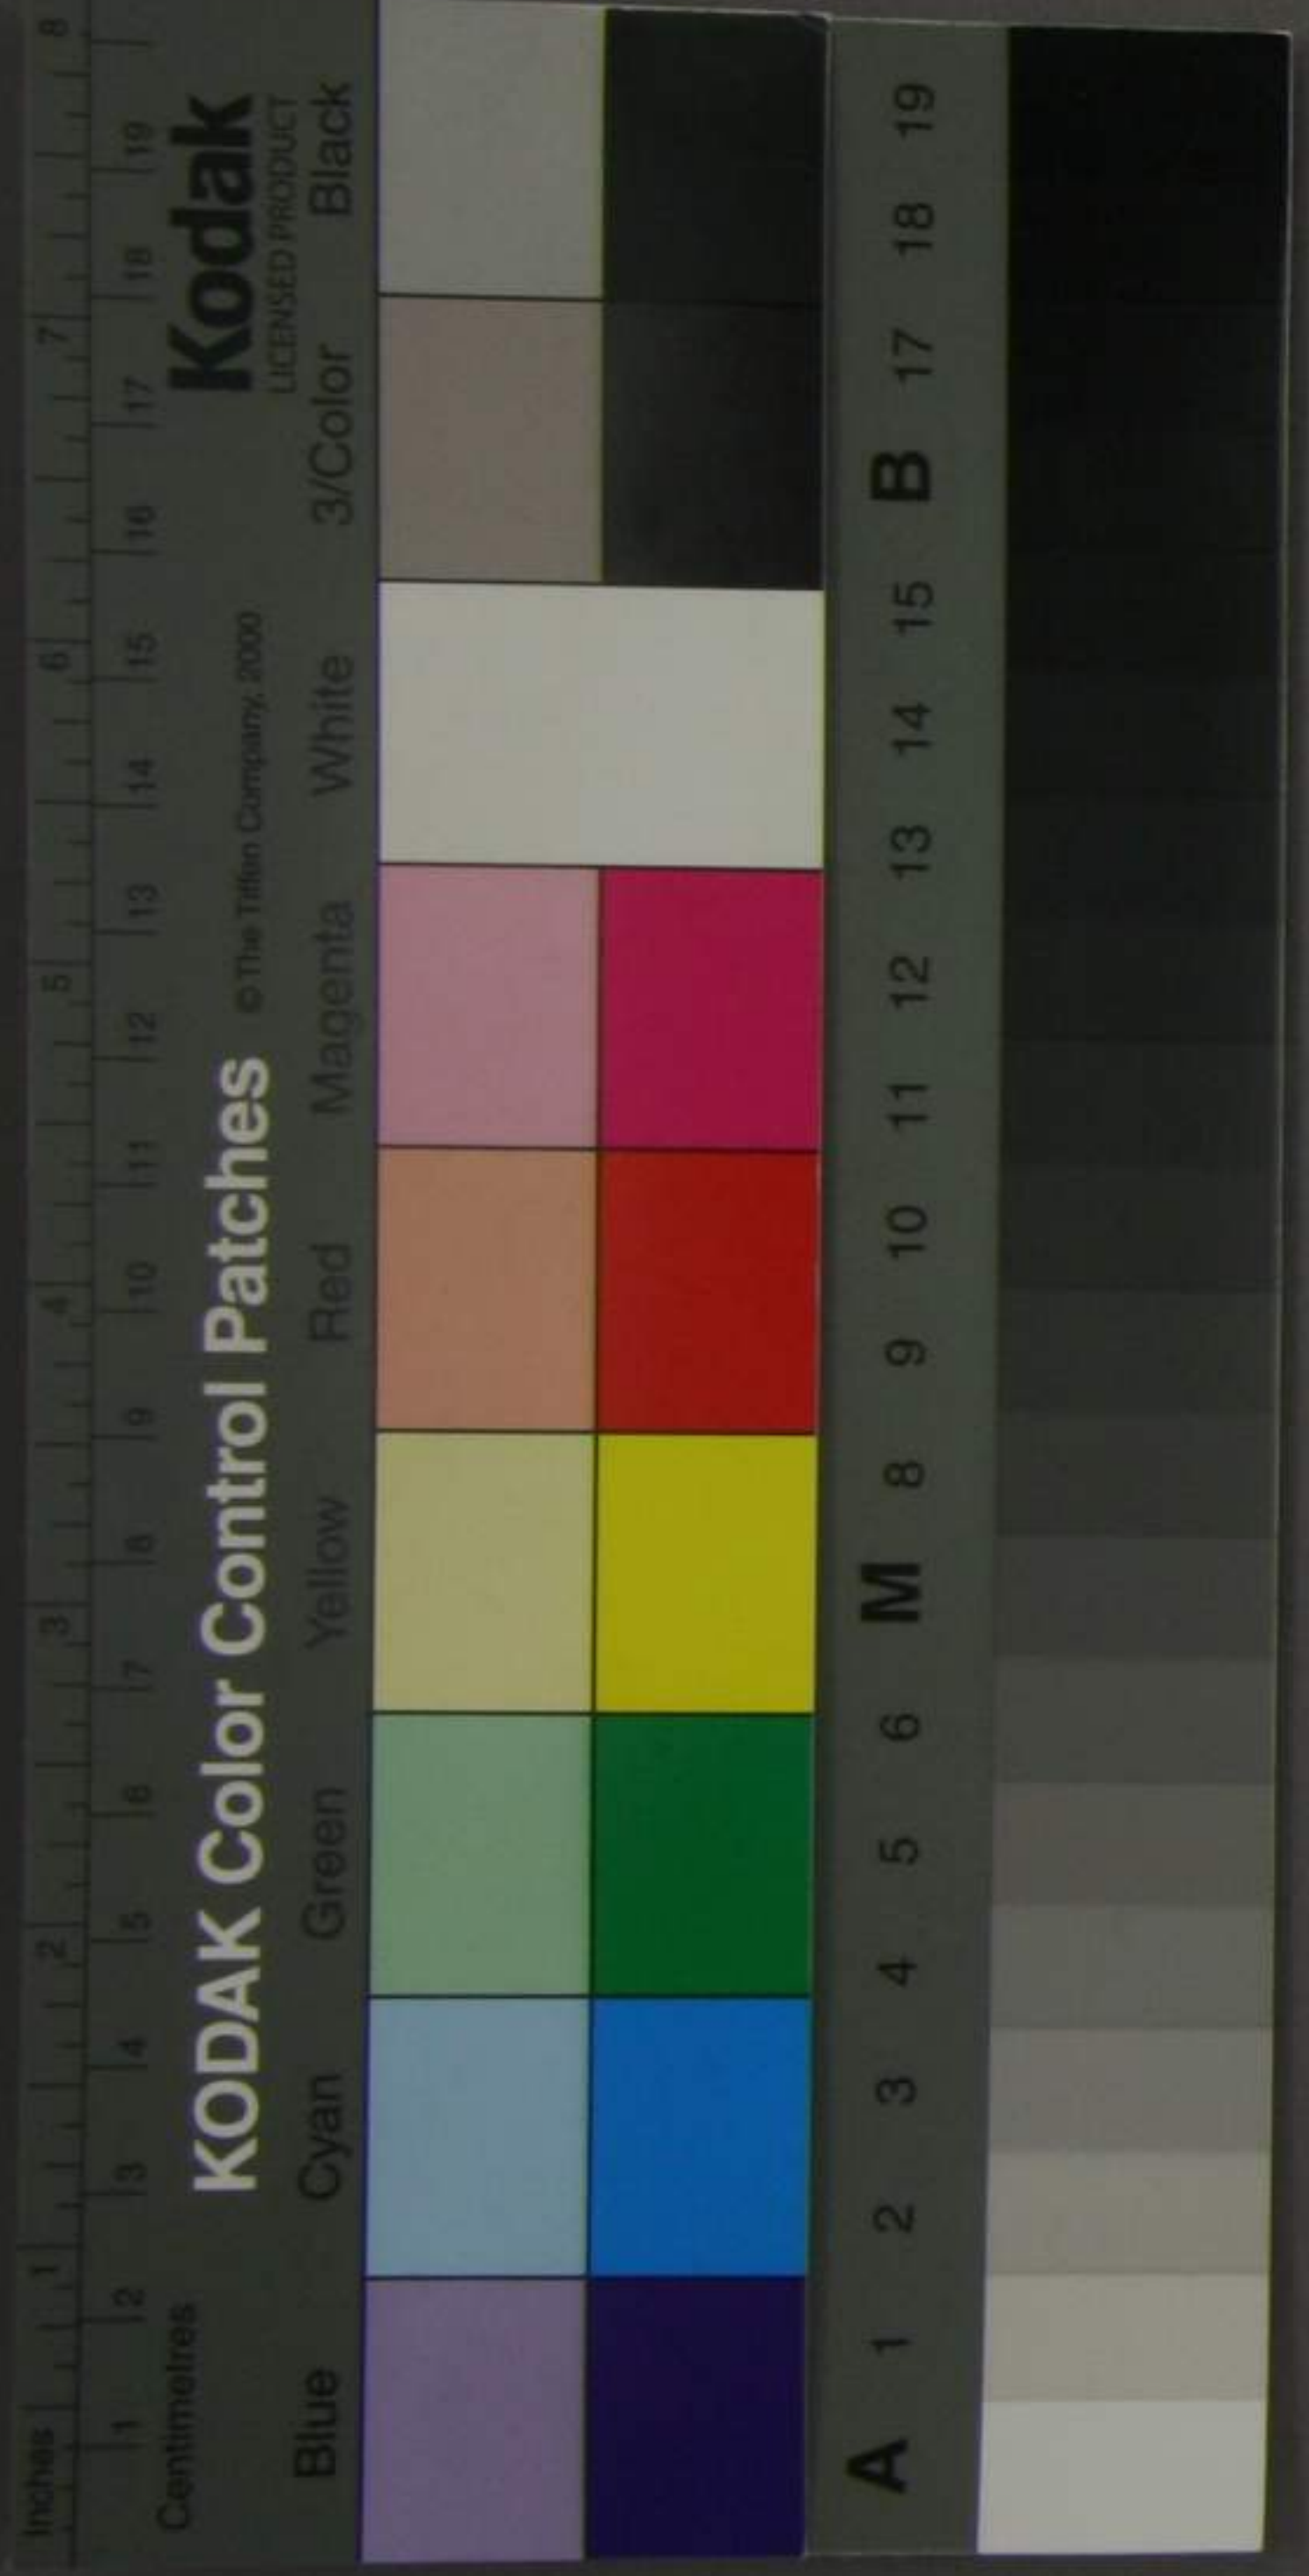 Inches 1 2 3 4 5 6 7 8
1 2 3 4 5 6 7 8 9 10 11 12 13 14 15 16 17 18 19
Centimetres
KODAK Color Control Patches © The Tiffen Company, 2000 Kodak
LICENSED PRODUCT
Blue Cyan Green Yellow Red Magenta White 3/Color Black
A 1 2 3 4 5 6 M 8 9 10 11 12 13 14 15 B 17 18 19